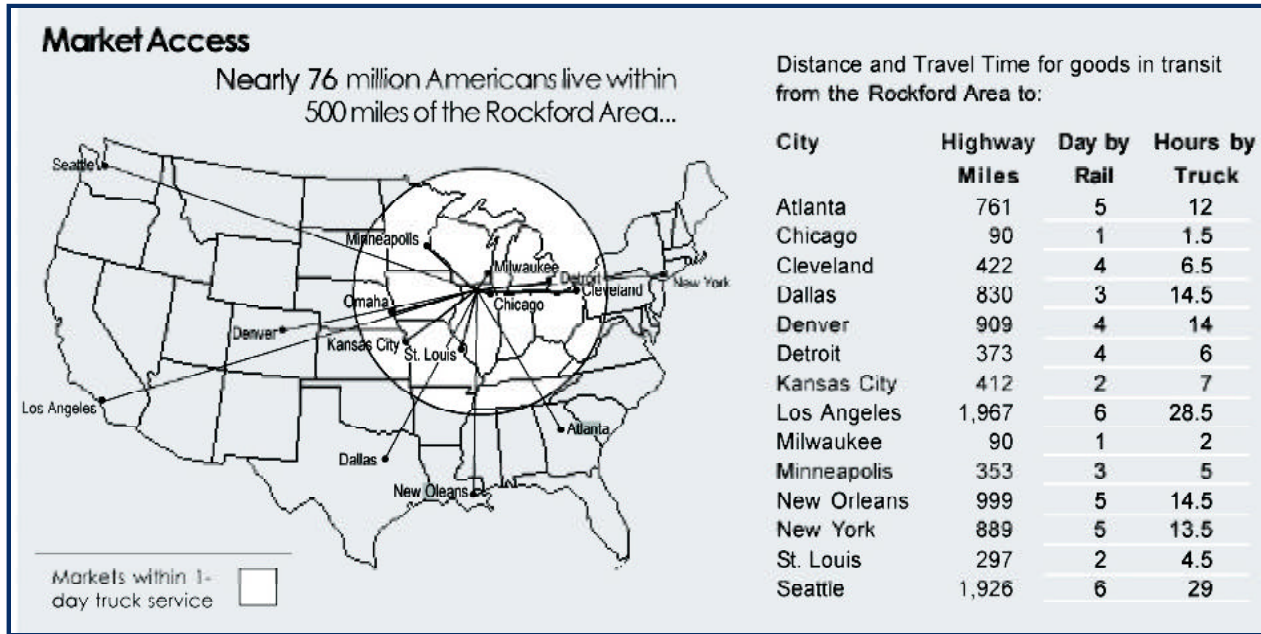 Market Access
Nearly 76 million Americans live within
500 miles of the Rockford Area...
Seattle
Minneapolis
Milwaukee
Detroit
New York
Cleveland
Omaha
Chicago
Denver
Kansas City
St. Louis
Los Angeles
Atlanta
Dallas
New Oleans
Markets within 1-
day truck service
Distance and Travel Time for goods in transit
from the Rockford Area to:
City Highway Day by Hours by
Miles Rail Truck
Atlanta 761 5 12
Chicago 90 1 1.5
Cleveland 422 4 6.5
Dallas 830 3 14.5
Denver 909 4 14
Detroit 373 4 6
Kansas City 412 2 7
Los Angeles 1,967 6 28.5
Milwaukee 90 1 2
Minneapolis 353 3 5
New Orleans 999 5 14.5
New York 889 5 13.5
St. Louis 297 2 4.5
Seattle 1,926 6 29